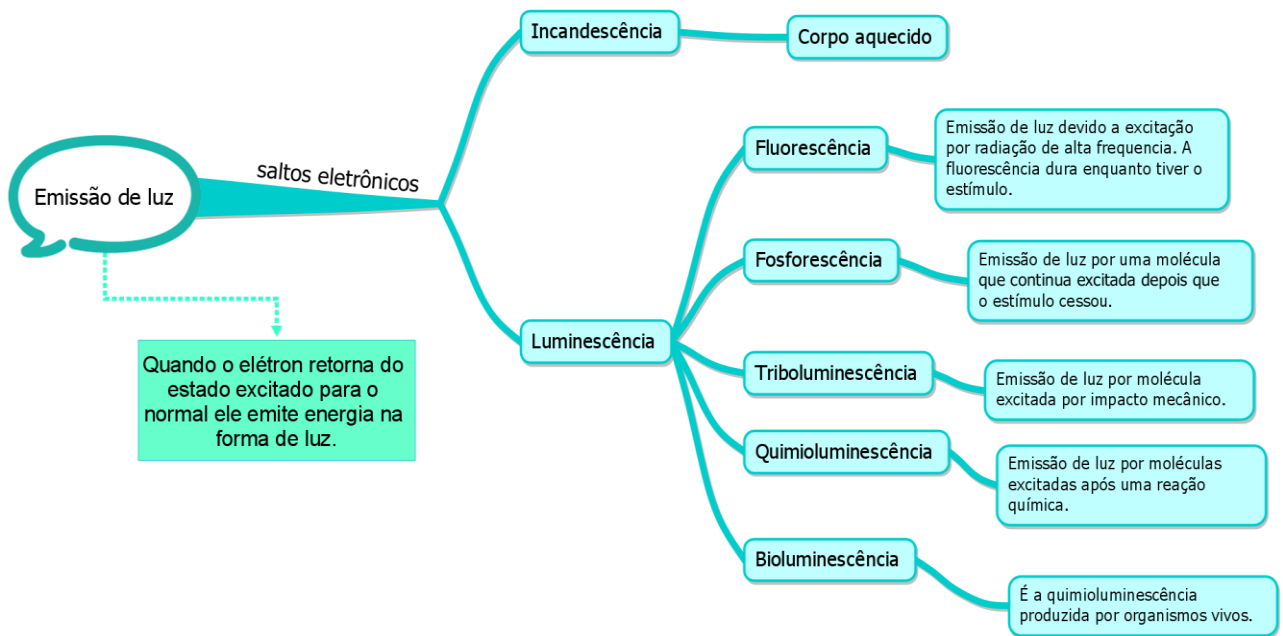 Emissão de luz
saltos eletrônicos
Quando o elétron retorna do
estado excitado para o
normal ele emite energia na
forma de luz.
Incandescência
Corpo aquecido
Luminescência
Fluorescência
Emissão de luz devido a excitação
por radiação de alta frequencia. A
fluorescência dura enquanto tiver o
estímulo.
Fosforescência
Emissão de luz por uma molécula
que continua excitada depois que
o estímulo cessou.
Triboluminescência
Emissão de luz por molécula
excitada por impacto mecânico.
Quimioluminescência
Emissão de luz por moléculas
excitadas após uma reação
química.
Bioluminescência
É a quimioluminescência
produzida por organismos vivos.